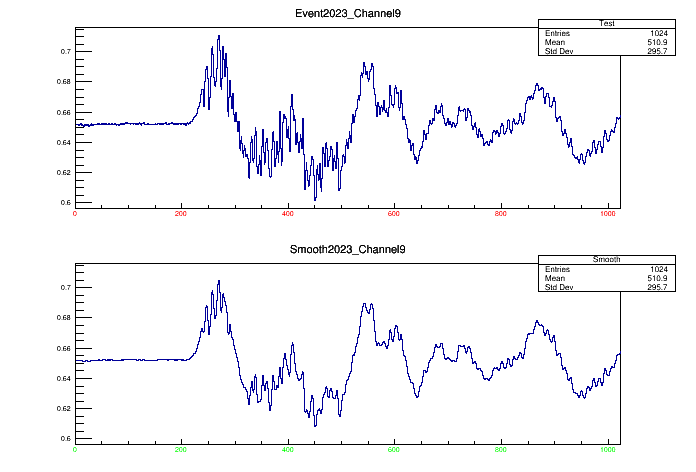 Event2023_Channel9
Test
Entries 1024
Mean 510.9
Std Dev 295.7
0.7
0.68
0.66
0.64
0.62
0.6
0 200 400 600 800 1000
Smooth2023_Channel9
Smooth
Entries 1024
Mean 510.9
Std Dev 295.7
0.7
0.68
0.66
0.64
0.62
0.6
0 200 400 600 800 1000